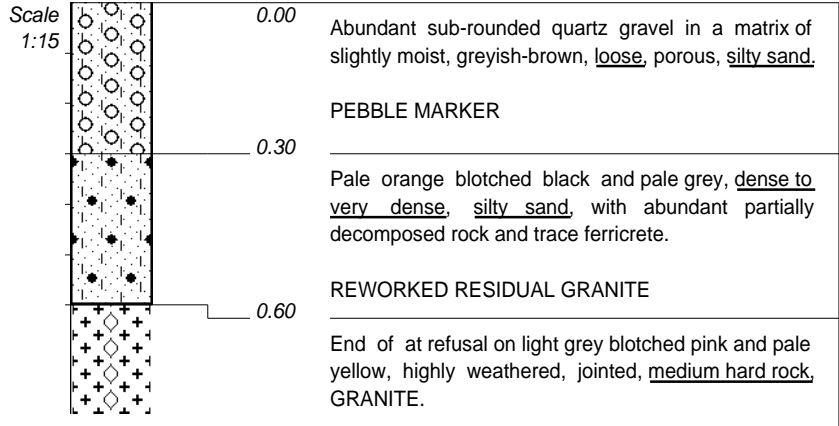 Scale
1:15
0.00
Abundant sub-rounded quartz gravel in a matrix of
slightly moist, greyish-brown, loose, porous, silty sand.
PEBBLE MARKER
0.30
Pale orange blotched black and pale grey, dense to
very dense, silty sand, with abundant partially
decomposed rock and trace ferricrete.
REWORKED RESIDUAL GRANITE
0.60
End of at refusal on light grey blotched pink and pale
yellow, highly weathered, jointed, medium hard rock,
GRANITE.